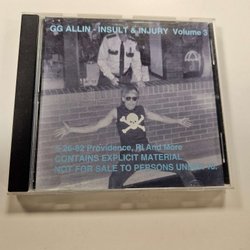 GG ALLIN - INSULT & INJURY Volume 3
5-26-92 Providence, RI And More
CONTAINS EXPLICIT MATERIAL
NOT FOR SALE TO PERSONS UNDER 18.